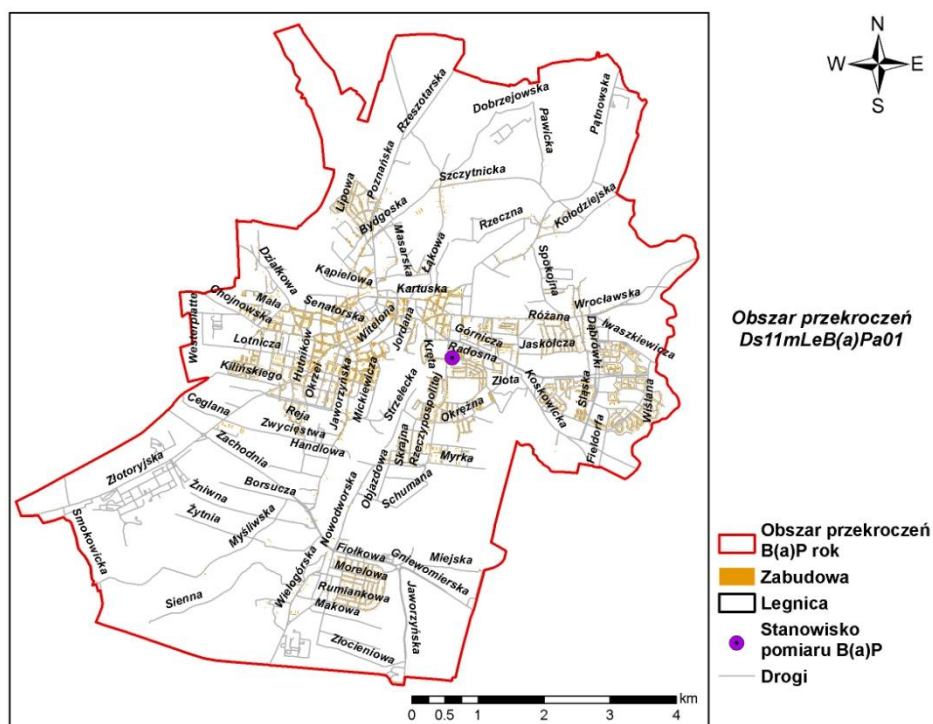 N
W E
S
Dobrzejowska
Rzeszotarska
Pawicka
Pątnowska
Poznańska
Szczytnicka
Lipowa
Bydgoska
Rzeczna
Kołodziejska
Masarska
Łąkowa
Działkowa
Kąpielowa
Spokojna
Kartuska
Chojnowska
Mała
Senatorska
Witelona
Jordana
Wrocławska
Westerplatte
Lotnicza
Hutników
Okrzei
Górnicza
Radosna
Różana
Jaskółcza
Dąbrówki
Iwaszkiewicza
Kręta
Kilińskiego
Jaworzyńska
Mickiewicza
Strzelecka
Złota
Koskowicka
Śląska
Wiślana
Ceglana
Reja
Zwycięstwa
Handlowa
Rzeczypospolitej
Okrężna
Skrajna
Fieldorfa
Zachodnia
Myrka
Złotoryjska
Borsucza
Żniwna
Żytnia
Myśliwska
Nowodworska
Objazdowa
Schumana
Smokowicka
Fiołkowa
Gniewomierska
Miejska
Morelowa
Wielogórska
Rumiankowa
Makowa
Jaworzyńska
Sienna
Złocieniowa
km
0 0.5 1 2 3 4
Obszar przekroczeń
Ds11mLeB(a)Pa01
Obszar przekroczeń
B(a)P rok
Zabudowa
Legnica
Stanowisko
pomiaru B(a)P
Drogi